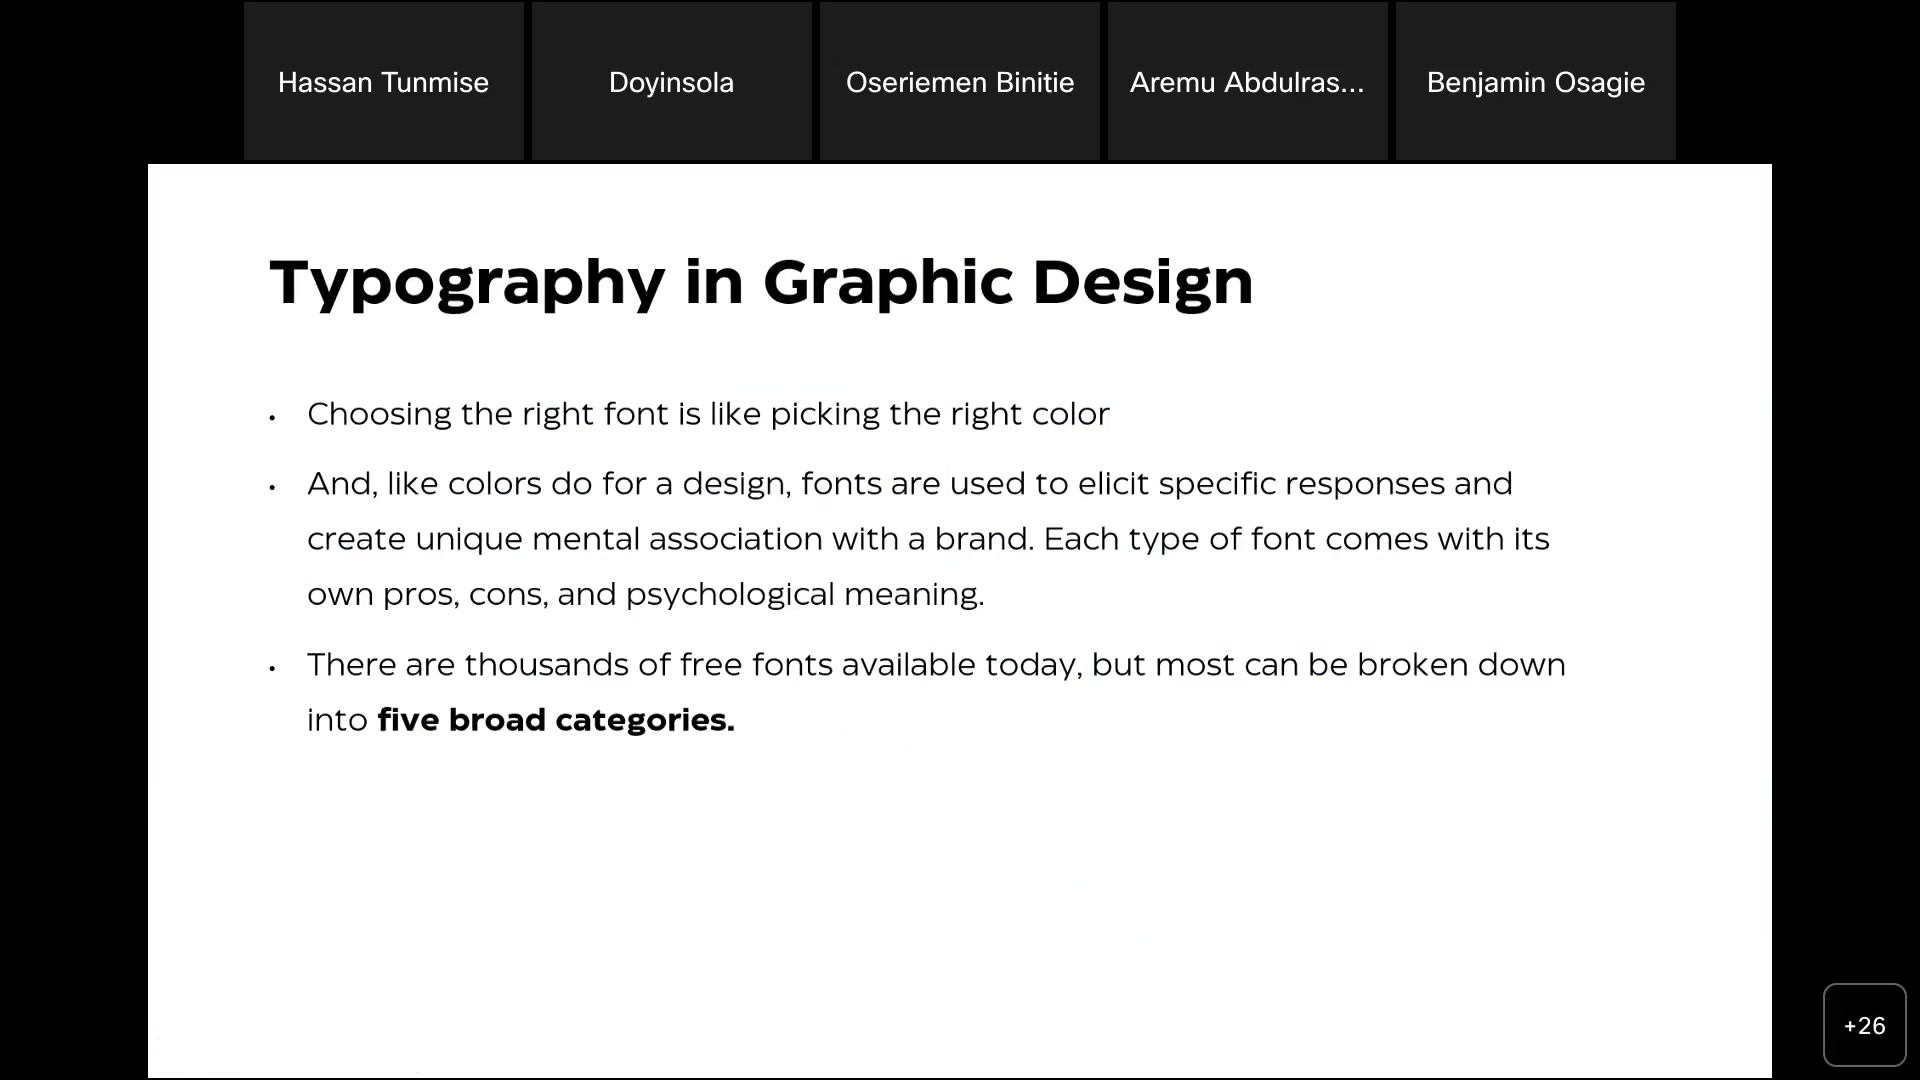 Hassan Tunmise
Doyinsola
Oseriemen Binitie
Aremu Abdulras...
Benjamin Osagie
Typography in Graphic Design
• Choosing the right font is like picking the right color
• And, like colors do for a design, fonts are used to elicit specific responses and
create unique mental association with a brand. Each type of font comes with its
own pros, cons, and psychological meaning.
• There are thousands of free fonts available today, but most can be broken down
into five broad categories.
+26